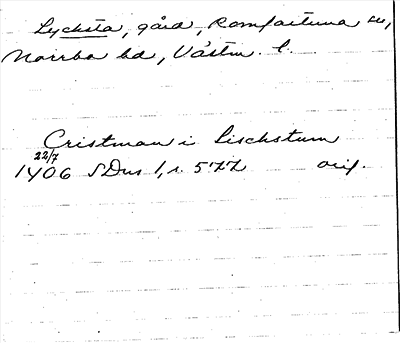 Lycksta, gård, Romfartuna sn,
Norrbo hd, Västm. l.
Cristman i Lischstum
22/7
1406 SDns 1, s. 577 orig.